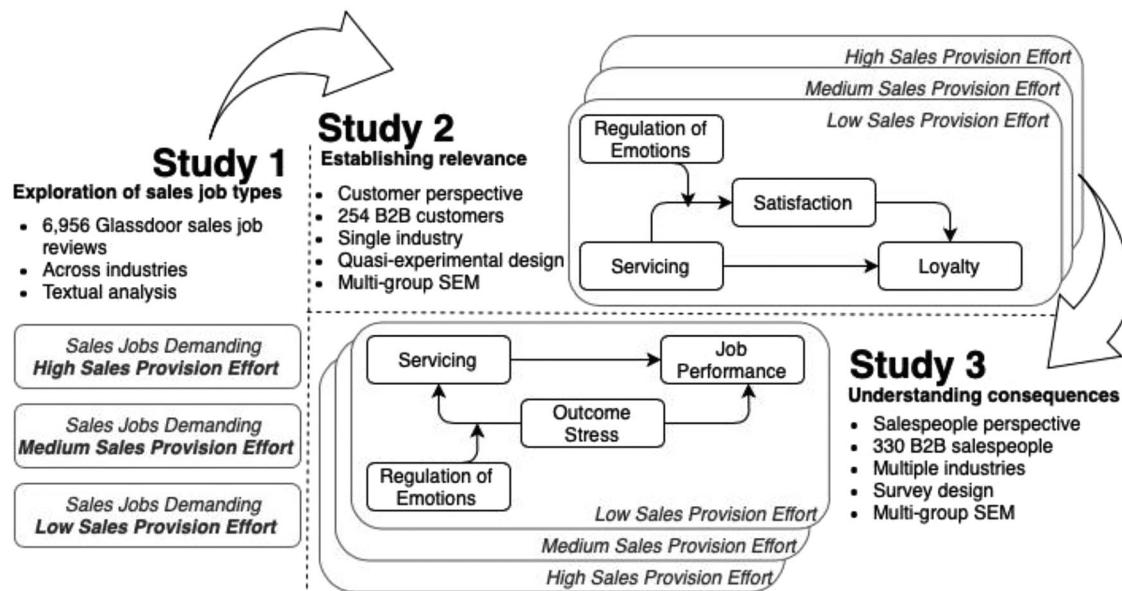 Study 1
Exploration of sales job types
• 6,956 Glassdoor sales job
reviews
• Across industries
• Textual analysis
Sales Jobs Demanding
High Sales Provision Effort
Sales Jobs Demanding
Medium Sales Provision Effort
Sales Jobs Demanding
Low Sales Provision Effort
Study 2
Establishing relevance
• Customer perspective
• 254 B2B customers
• Single industry
• Quasi-experimental design
• Multi-group SEM
High Sales Provision Effort
Medium Sales Provision Effort
Low Sales Provision Effort
Regulation of
Emotions
Satisfaction
Servicing
Loyalty
Study 3
Understanding consequences
• Salespeople perspective
• 330 B2B salespeople
• Multiple industries
• Survey design
• Multi-group SEM
Servicing
Job
Performance
Outcome
Stress
Regulation of
Emotions
Low Sales Provision Effort
Medium Sales Provision Effort
High Sales Provision Effort